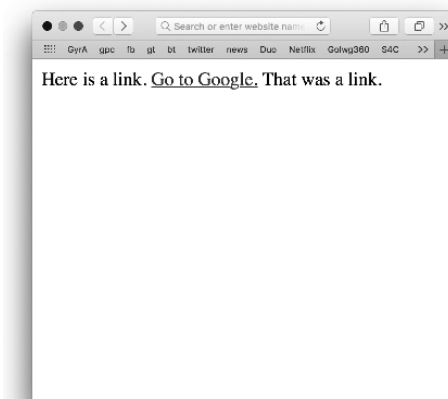 Search or enter website name
GyrA gpc fb gt bt twitter news Duo Netflix Golwg360 S4C >> +
Here is a link. Go to Google. That was a link.